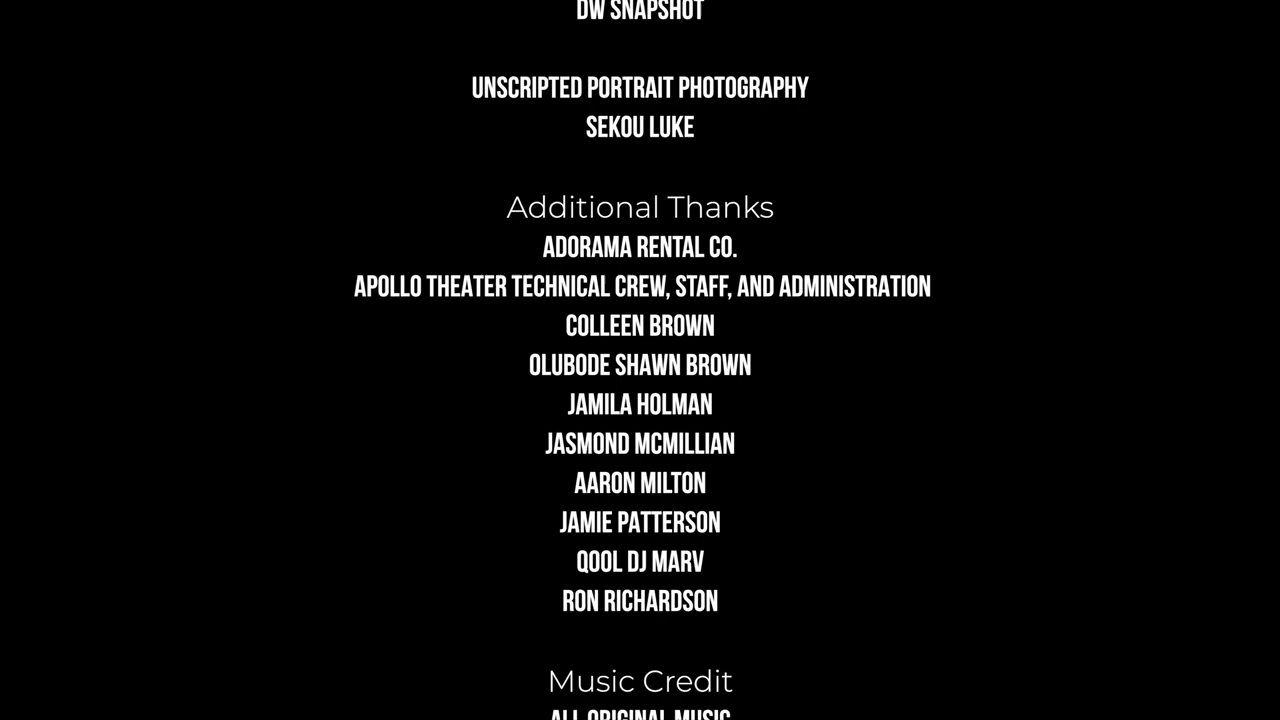 DW SNAPSHOT
UNSCRIPTED PORTRAIT PHOTOGRAPHY
SEKOU LUKE
Additional Thanks
ADORAMA RENTAL CO.
APOLLO THEATER TECHNICAL CREW, STAFF, AND ADMINISTRATION
COLLEEN BROWN
OLUBODE SHAWN BROWN
JAMILA HOLMAN
JASMOND MCMILLIAN
AARON MILTON
JAMIE PATTERSON
QOOL DJ MARV
RON RICHARDSON
Music Credit
ALL ORIGINAL MUSIC